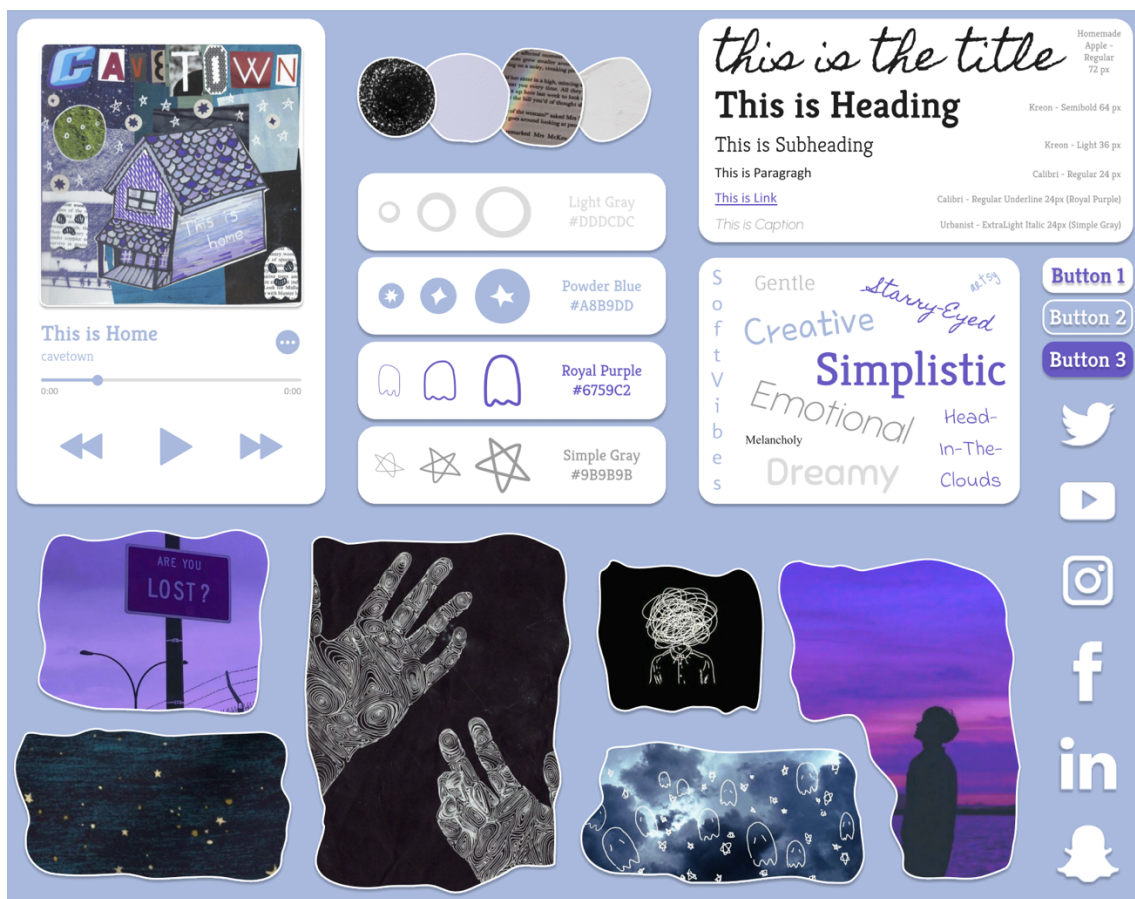 CAVETOWN
This is
home
This is Home
cavetown
0:00
0:00
Light Gray
#DDDCDC
Powder Blue
#A8B9DD
Royal Purple
#6759C2
Simple Gray
#9B9B9B
this is the title
Homemade
Apple -
Regular
72 px
This is Heading
Kreon - Semibold 64 px
This is Subheading
Kreon - Light 36 px
This is Paragragh
Calibri - Regular 24 px
This is Link
Calibri - Regular Underline 24px (Royal Purple)
This is Caption
Urbanist - ExtraLight Italic 24px (Simple Gray)
Soft Vibes
Gentle
Starry-Eyed
artsy
Creative
Simplistic
Emotional
Melancholy
Head-
In-The-
Clouds
Dreamy
Button 1
Button 2
Button 3
in
ARE YOU
LOST?